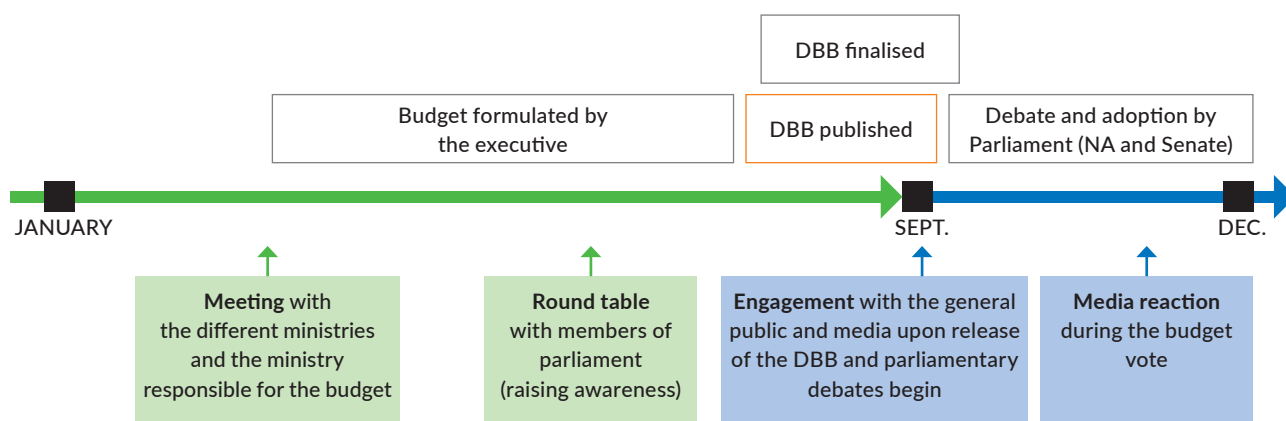 DBB finalised
Budget formulated by
the executive
DBB published
Debate and adoption by
Parliament (NA and Senate)
JANUARY
SEPT.
DEC.
Meeting with
the different ministries
and the ministry
responsible for the budget
Round table
with members of
parliament
(raising awareness)
Engagement with the general
public and media upon release
of the DBB and parliamentary
debates begin
Media reaction
during the budget
vote